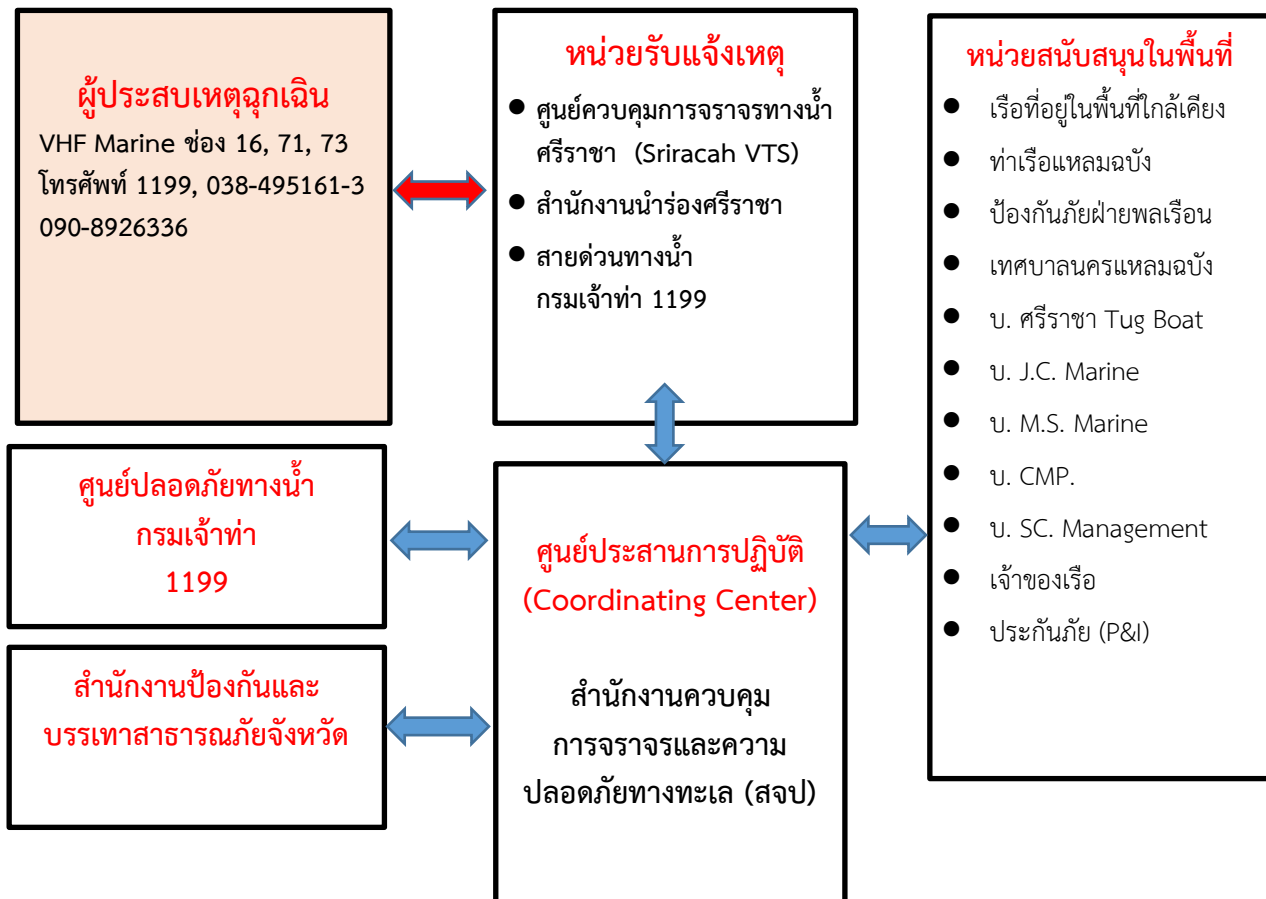 ผู้ประสบเหตุฉุกเฉิน
VHF Marine ช่อง 16, 71, 73
โทรศัพท์ 1199, 038-495161-3
090-8926336
หน่วยรับแจ้งเหตุ
● ศูนย์ควบคุมการจราจรทางน้ำ
ศรีราชา (Sriracah VTS)
● สำนักงานนำร่องศรีราชา
● สายด่วนทางน้ำ
กรมเจ้าท่า 1199
หน่วยสนับสนุนในพื้นที่
● เรือที่อยู่ในพื้นที่ใกล้เคียง
● ท่าเรือแหลมฉบัง
● ป้องกันภัยฝ่ายพลเรือน
● เทศบาลนครแหลมฉบัง
● บ. ศรีราชา Tug Boat
● บ. J.C. Marine
● บ. M.S. Marine
● บ. CMP.
● บ. SC. Management
● เจ้าของเรือ
● ประกันภัย (P&I)
ศูนย์ปลอดภัยทางน้ำ
กรมเจ้าท่า
1199
สำนักงานป้องกันและ
บรรเทาสาธารณภัยจังหวัด
ศูนย์ประสานการปฏิบัติ
(Coordinating Center)
สำนักงานควบคุม
การจราจรและความ
ปลอดภัยทางทะเล (สจป)